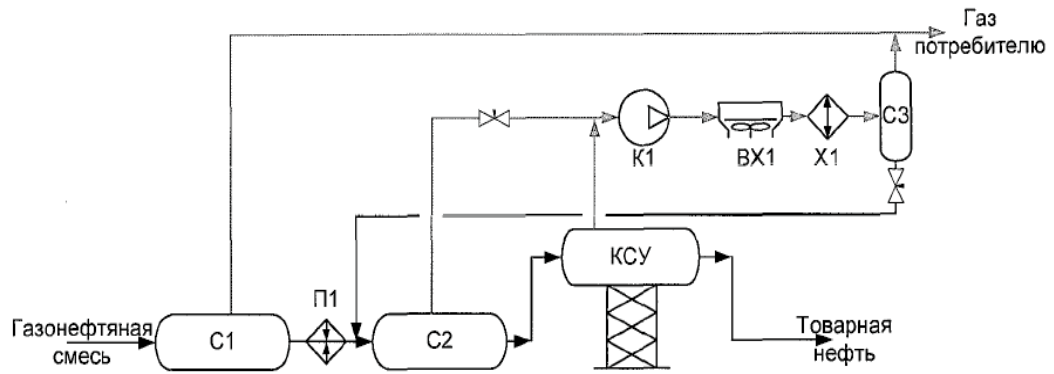 Газ
потребителю
С3
К1
ВХ1
Х1
КСУ
П1
Газонефтяная
смесь
С1
С2
Товарная
нефть